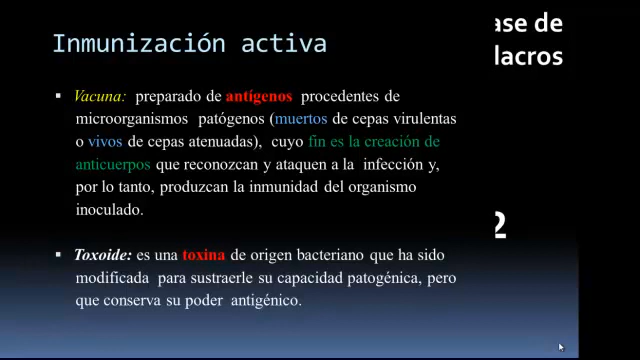 Inmunización activa
Vacuna: preparado de antígenos procedentes de
microorganismos patógenos (muertos de cepas virulentas
o vivos de cepas atenuadas), cuyo fin es la creación de
anticuerpos que reconozcan y ataquen a la infección y,
por lo tanto, produzcan la inmunidad del organismo
inoculado.
Toxoide: es una toxina de origen bacteriano que ha sido
modificada para sustraerle su capacidad patogénica, pero
que conserva su poder antigénico.
ase de
lacros
2